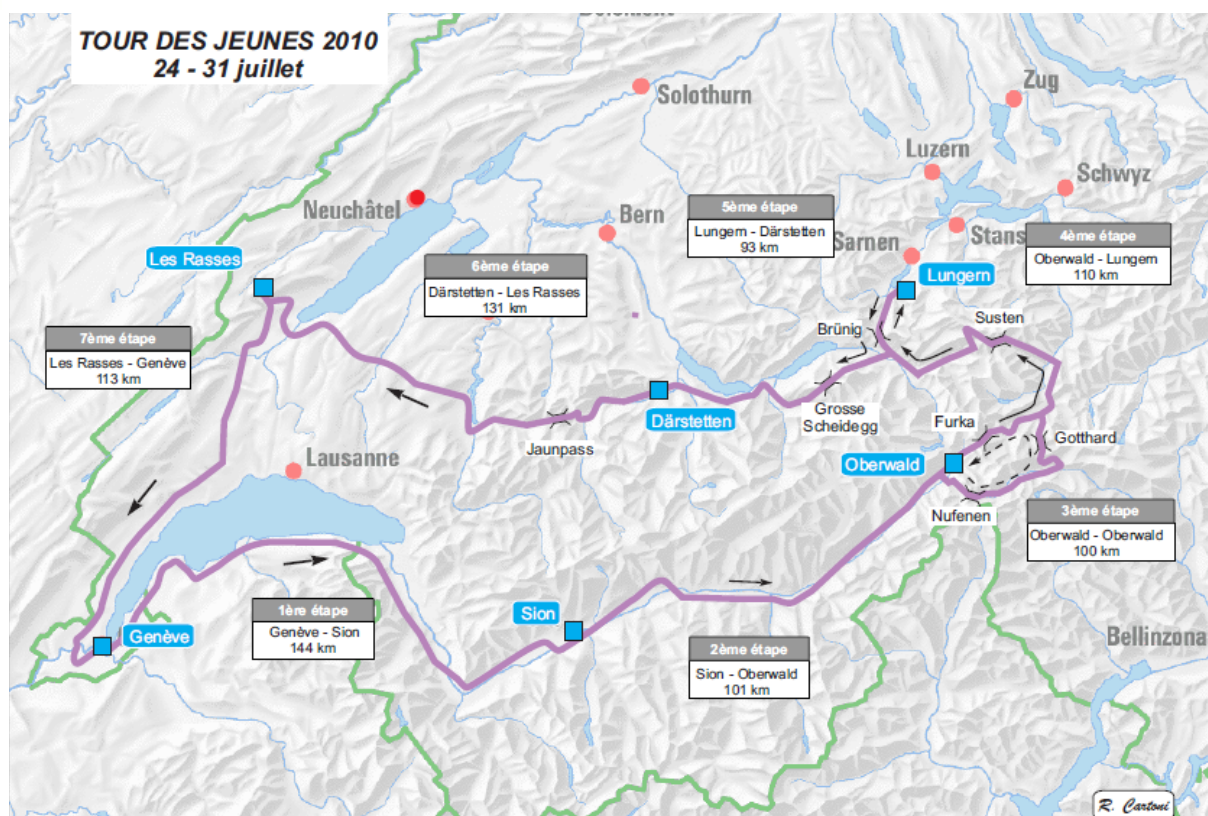 TOUR DES JEUNES 2010
24 - 31 juillet
Solothurn
Zug
Luzern
Schwyz
Neuchâtel
Bern
5ème étape
Lungern - Därstetten
93 km
Stans
Sarnen
4ème étape
Oberwald - Lungern
110 km
Les Rasses
6ème étape
Därstetten - Les Rasses
131 km
Lungern
7ème étape
Les Rasses - Genève
113 km
Brünig
Susten
Grosse
Scheidegg
Därstetten
Jaunpass
Furka
Gotthard
Lausanne
Oberwald
Nufenen
3ème étape
Oberwald - Oberwald
100 km
1ère étape
Genève - Sion
144 km
Sion
Genève
2ème étape
Sion - Oberwald
101 km
Bellinzona
R. Cartoni